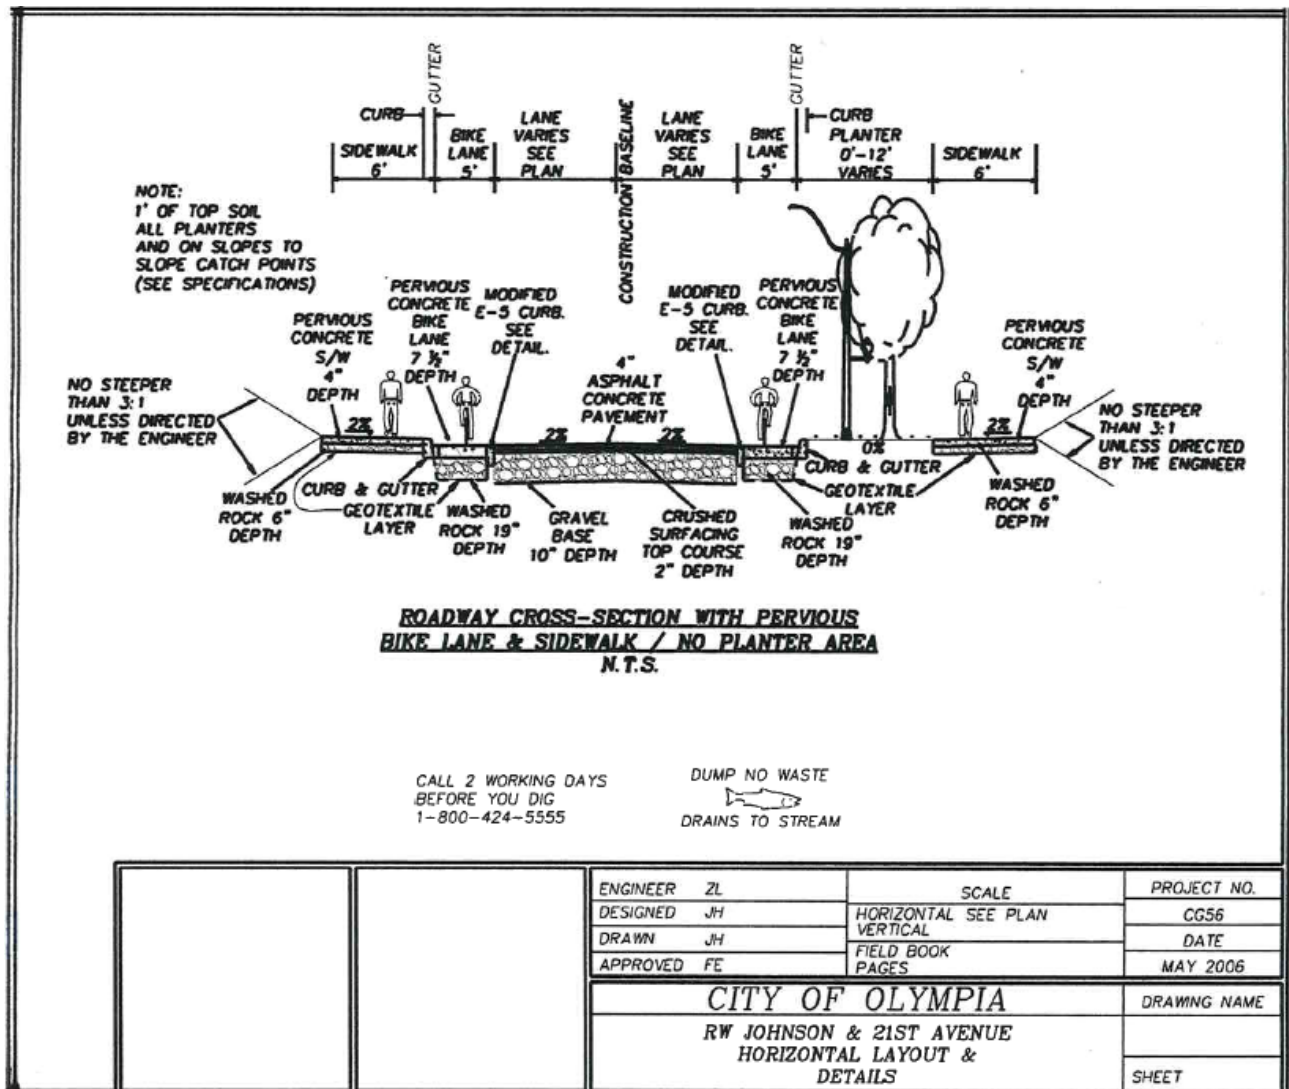 GUTTER
GUTTER
CURB
CURB
SIDEWALK
6'
BIKE
LANE
5'
LANE
VARIES
SEE
PLAN
CONSTRUCTION BASELINE
LANE
VARIES
SEE
PLAN
BIKE
LANE
5'
PLANTER
0'-12'
VARIES
SIDEWALK
6'
NOTE:
1' OF TOP SOIL
ALL PLANTERS
AND ON SLOPES TO
SLOPE CATCH POINTS
(SEE SPECIFICATIONS)
PERVIOUS
CONCRETE
S/W
4"
DEPTH
PERVIOUS
CONCRETE
BIKE
LANE
7 ½"
DEPTH
MODIFIED
E-5 CURB.
SEE
DETAIL.
4"
ASPHALT
CONCRETE
PAVEMENT
MODIFIED
E-5 CURB.
SEE
DETAIL.
PERVIOUS
CONCRETE
BIKE
LANE
7 ½"
DEPTH
PERVIOUS
CONCRETE
S/W
4"
DEPTH
NO STEEPER
THAN 3:1
UNLESS DIRECTED
BY THE ENGINEER
NO STEEPER
THAN 3:1
UNLESS DIRECTED
BY THE ENGINEER
2%
2%
2%
0%
2%
WASHED
ROCK 6"
DEPTH
CURB & GUTTER
GEOTEXTILE
LAYER
WASHED
ROCK 19"
DEPTH
GRAVEL
BASE
10" DEPTH
CRUSHED
SURFACING
TOP COURSE
2" DEPTH
WASHED
ROCK 19"
DEPTH
CURB & GUTTER
GEOTEXTILE
LAYER
WASHED
ROCK 6"
DEPTH
ROADWAY CROSS-SECTION WITH PERVIOUS
BIKE LANE & SIDEWALK / NO PLANTER AREA
N.T.S.
CALL 2 WORKING DAYS
BEFORE YOU DIG
1-800-424-5555
DUMP NO WASTE
DRAINS TO STREAM
ENGINEER ZL
DESIGNED JH
DRAWN JH
APPROVED FE
SCALE
HORIZONTAL SEE PLAN
VERTICAL
FIELD BOOK
PAGES
PROJECT NO.
CG56
DATE
MAY 2006
CITY OF OLYMPIA
RW JOHNSON & 21ST AVENUE
HORIZONTAL LAYOUT &
DETAILS
DRAWING NAME
SHEET